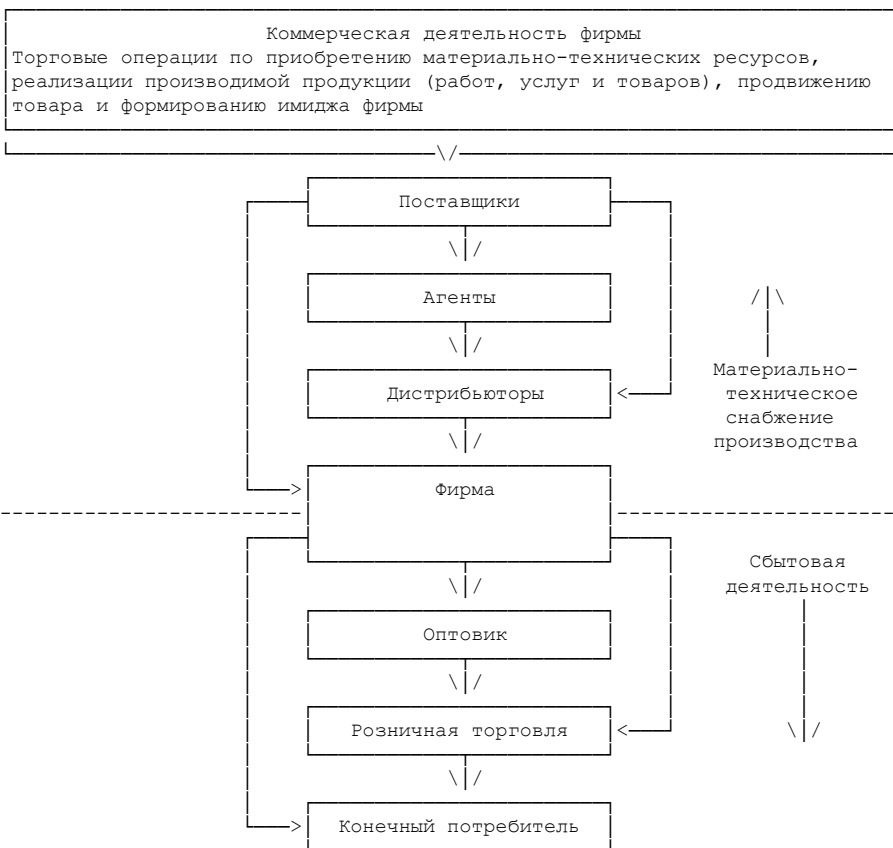 Коммерческая деятельность фирмы
Торговые операции по приобретению материально-технических ресурсов,
реализации производимой продукции (работ, услуг и товаров), продвижению
товара и формированию имиджа фирмы
Поставщики
Агенты
Материально-
Дистрибьюторы
техническое
снабжение
производства
Фирма
Сбытовая
деятельность
Оптовик
Розничная торговля
Конечный потребитель